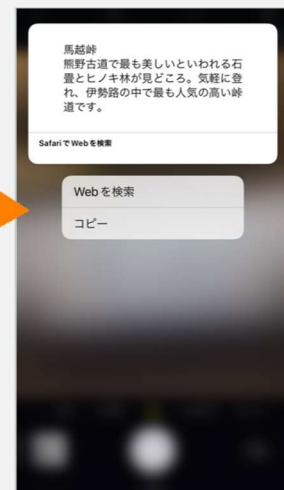 馬越峠
熊野古道で最も美しいといわれる石
畳とヒノキ林が見どころ。気軽に登
れ、伊勢路の中で最も人気の高い峠
道です。
SafariでWebを検索
Webを検索
コピー